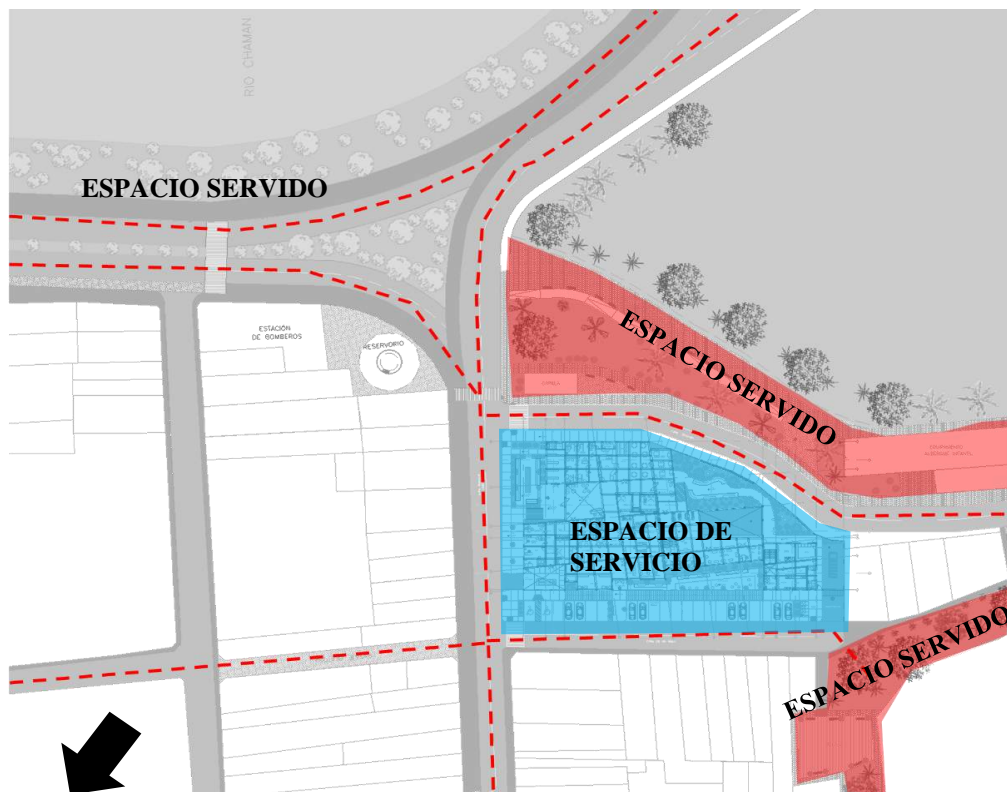 RIO CHAMAN
ESPACIO SERVIDO
ESTACIÓN
DE BOMBEROS
RESERVORIO
ESPACIO SERVIDO
ESPACIO DE
SERVICIO
ESPACIO SERVIDO